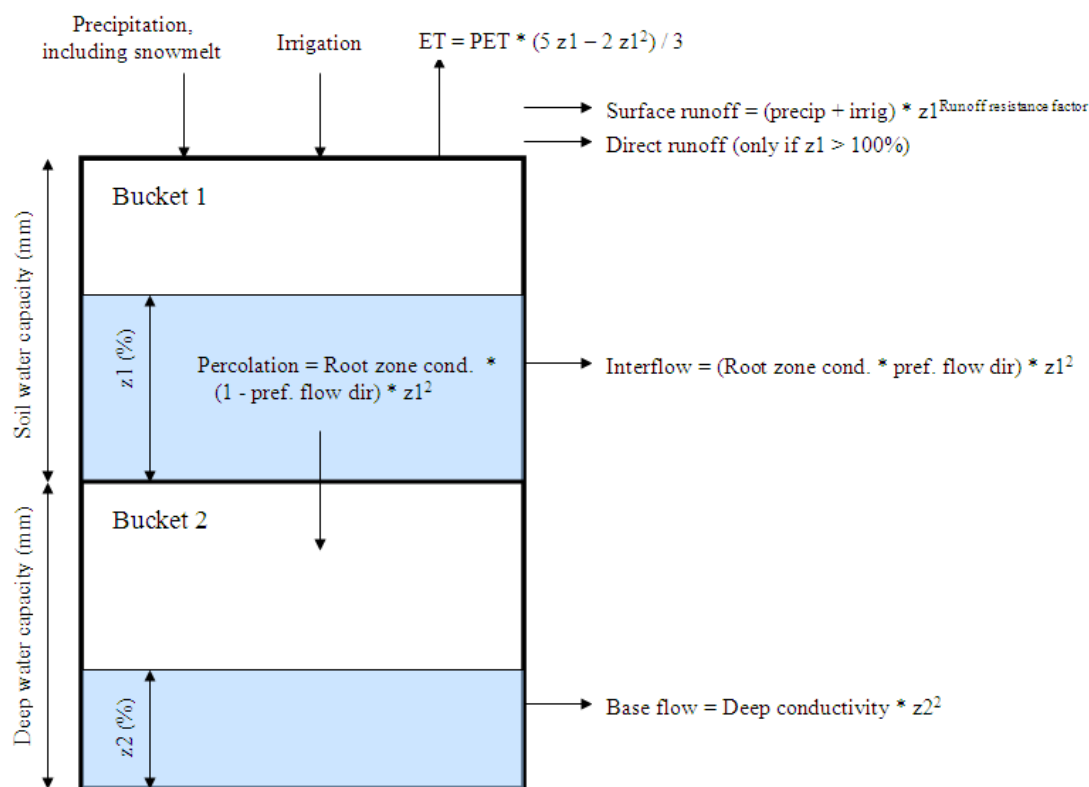 Precipitation,
including snowmelt
Irrigation
ET = PET * (5 z1 – 2 z1²) / 3
Surface runoff = (precip + irrig) * z1^Runoff resistance factor
Direct runoff (only if z1 > 100%)
Bucket 1
Soil water capacity (mm)
z1 (%)
Percolation = Root zone cond. *
(1 - pref. flow dir) * z1²
Interflow = (Root zone cond. * pref. flow dir) * z1²
Bucket 2
Deep water capacity (mm)
z2 (%)
Base flow = Deep conductivity * z2²